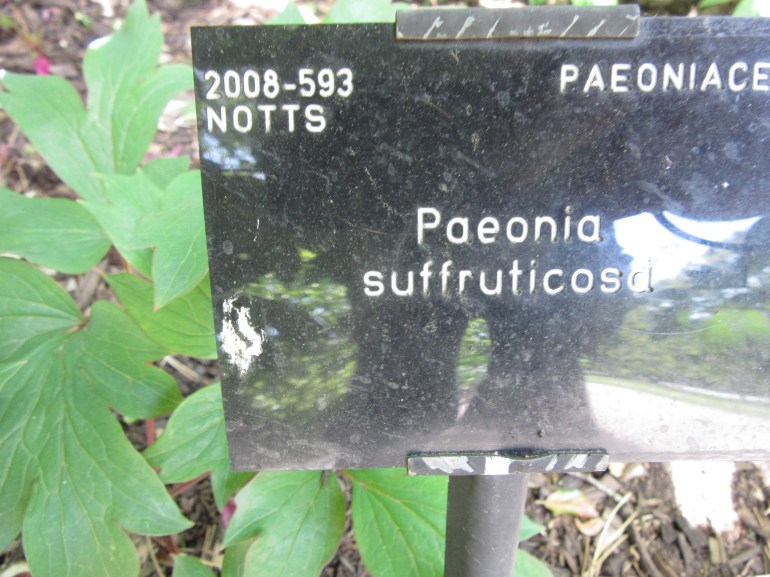 2008-593
PAEONIACE
NOTTS
Paeonia
suffruticosa